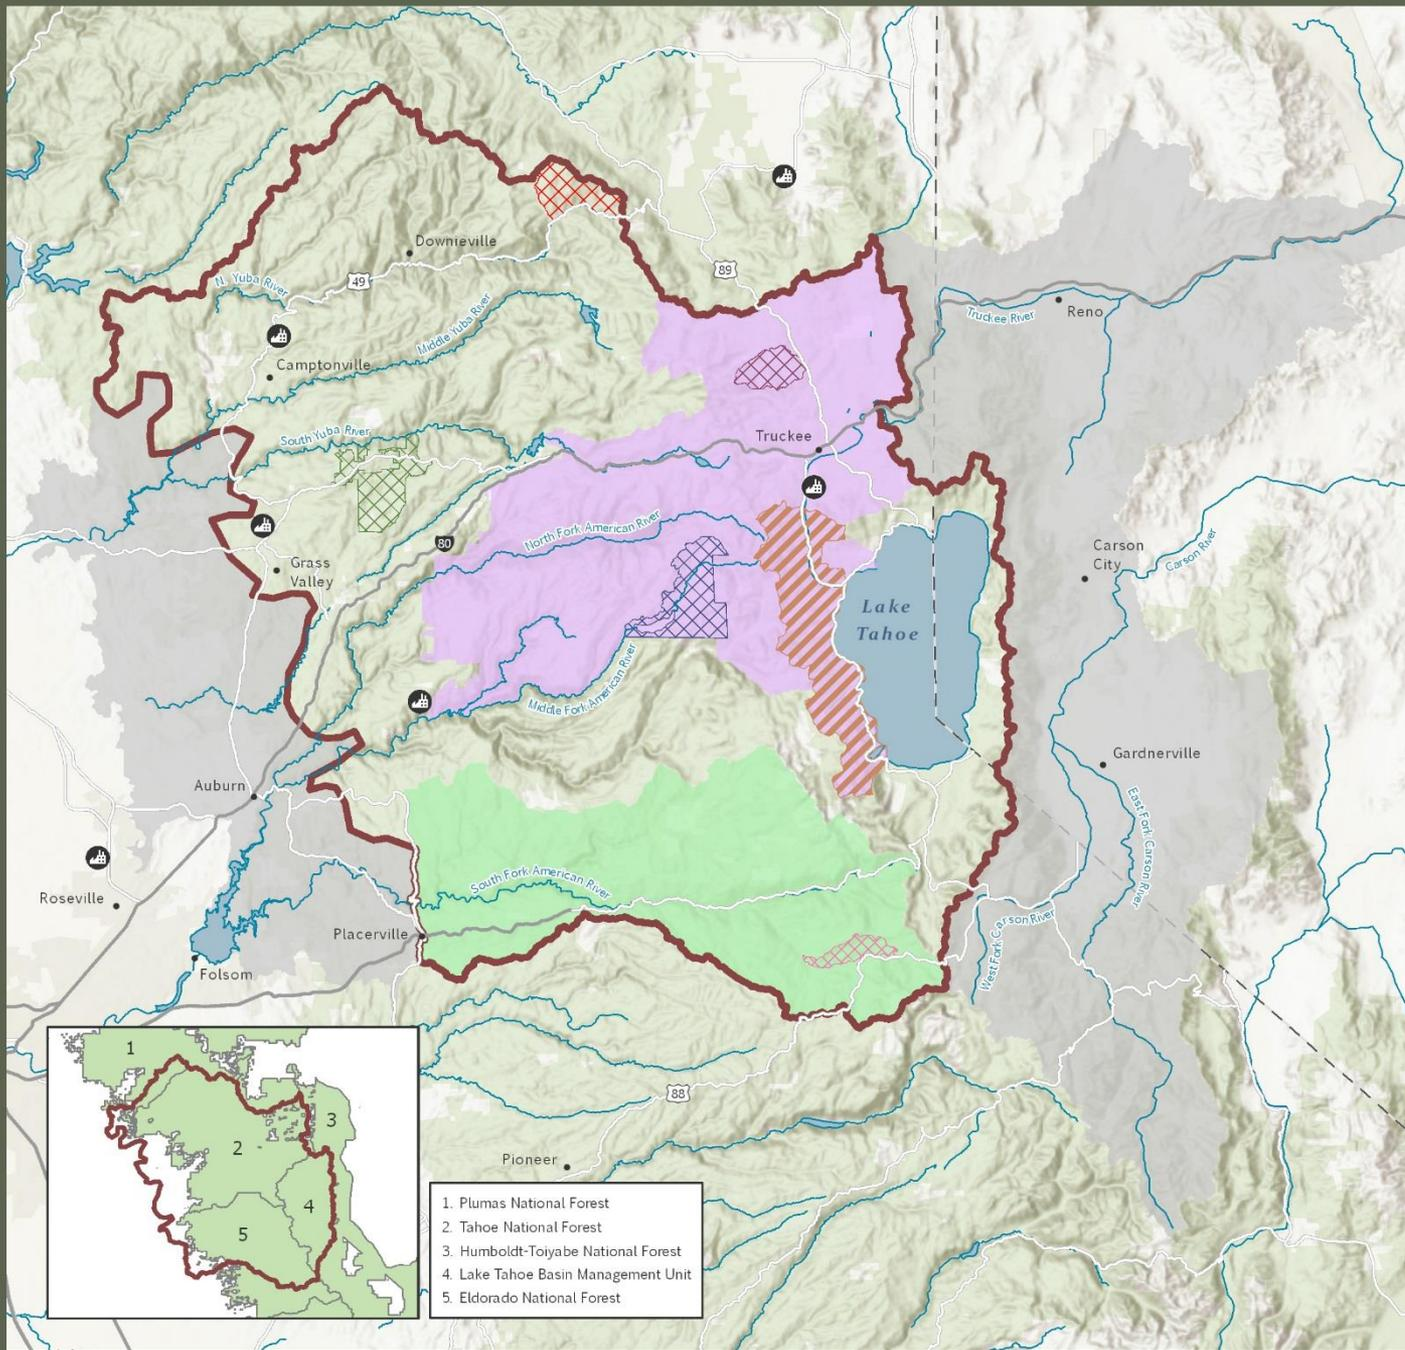 Downieville
89
49
N. Yuba River
Middle Yuba River
Truckee River
Reno
Camptonville
South Yuba River
Truckee
North Fork American River
80
Carson
City
Carson River
Grass
Valley
Lake
Tahoe
Middle Fork American River
Gardnerville
Auburn
East Fork Carson River
South Fork American River
Roseville
Placerville
West Fork Carson River
Folsom
1
88
3
2
Pioneer
4
5
1. Plumas National Forest
2. Tahoe National Forest
3. Humboldt-Toiyabe National Forest
4. Lake Tahoe Basin Management Unit
5. Eldorado National Forest